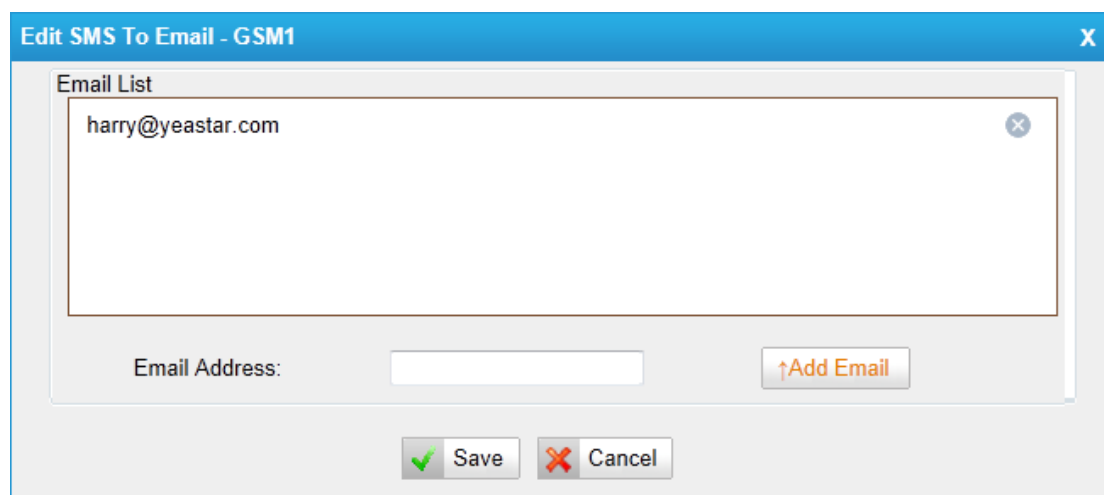 Edit SMS To Email - GSM1 X
Email List
harry@yeastar.com
Email Address: ↑Add Email
Save Cancel